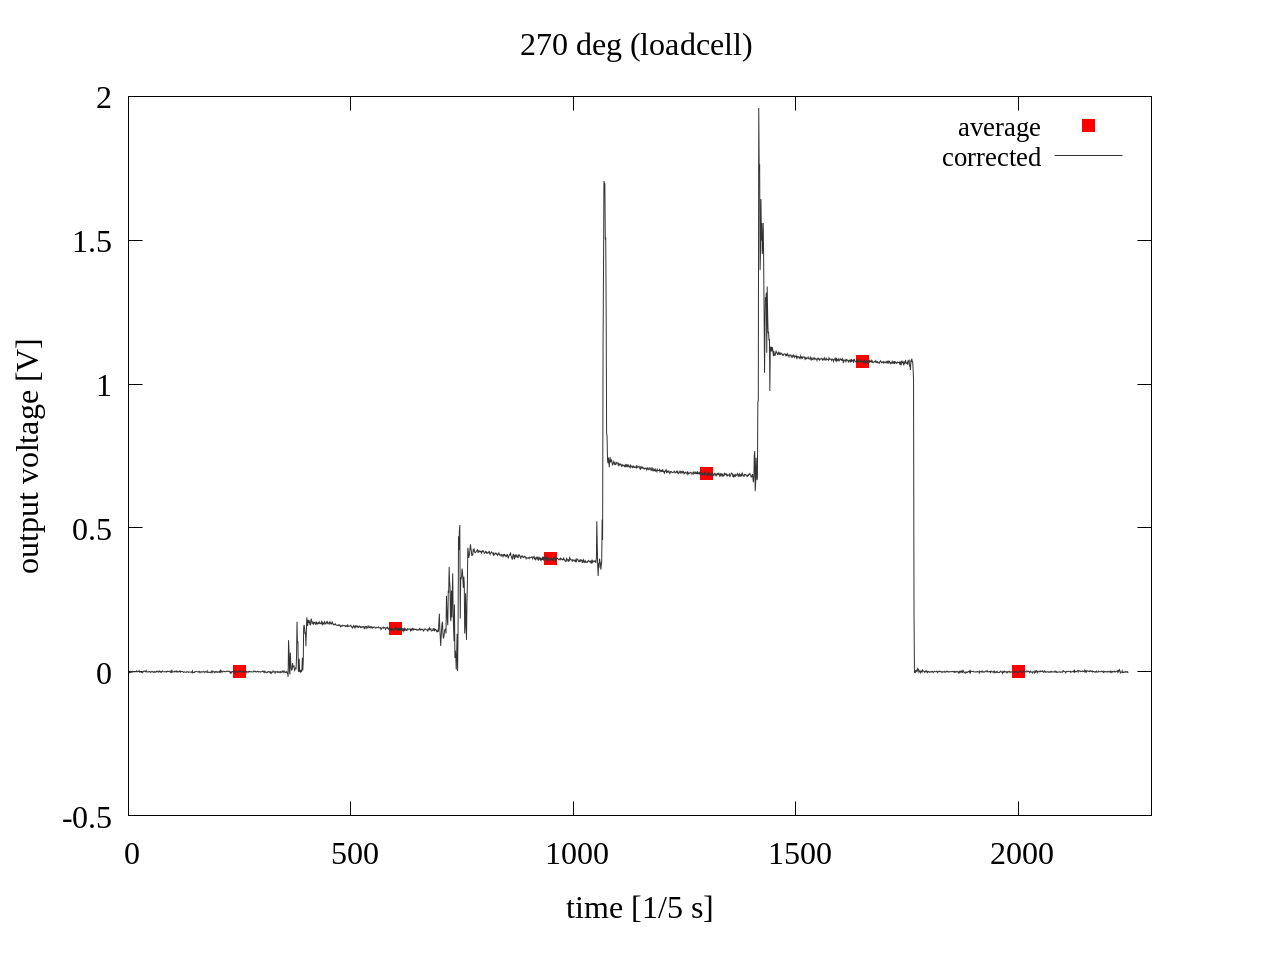 270 deg (loadcell)
average
corrected
2
1.5
1
0.5
0
-0.5
output voltage [V]
0 500 1000 1500 2000
time [1/5 s]